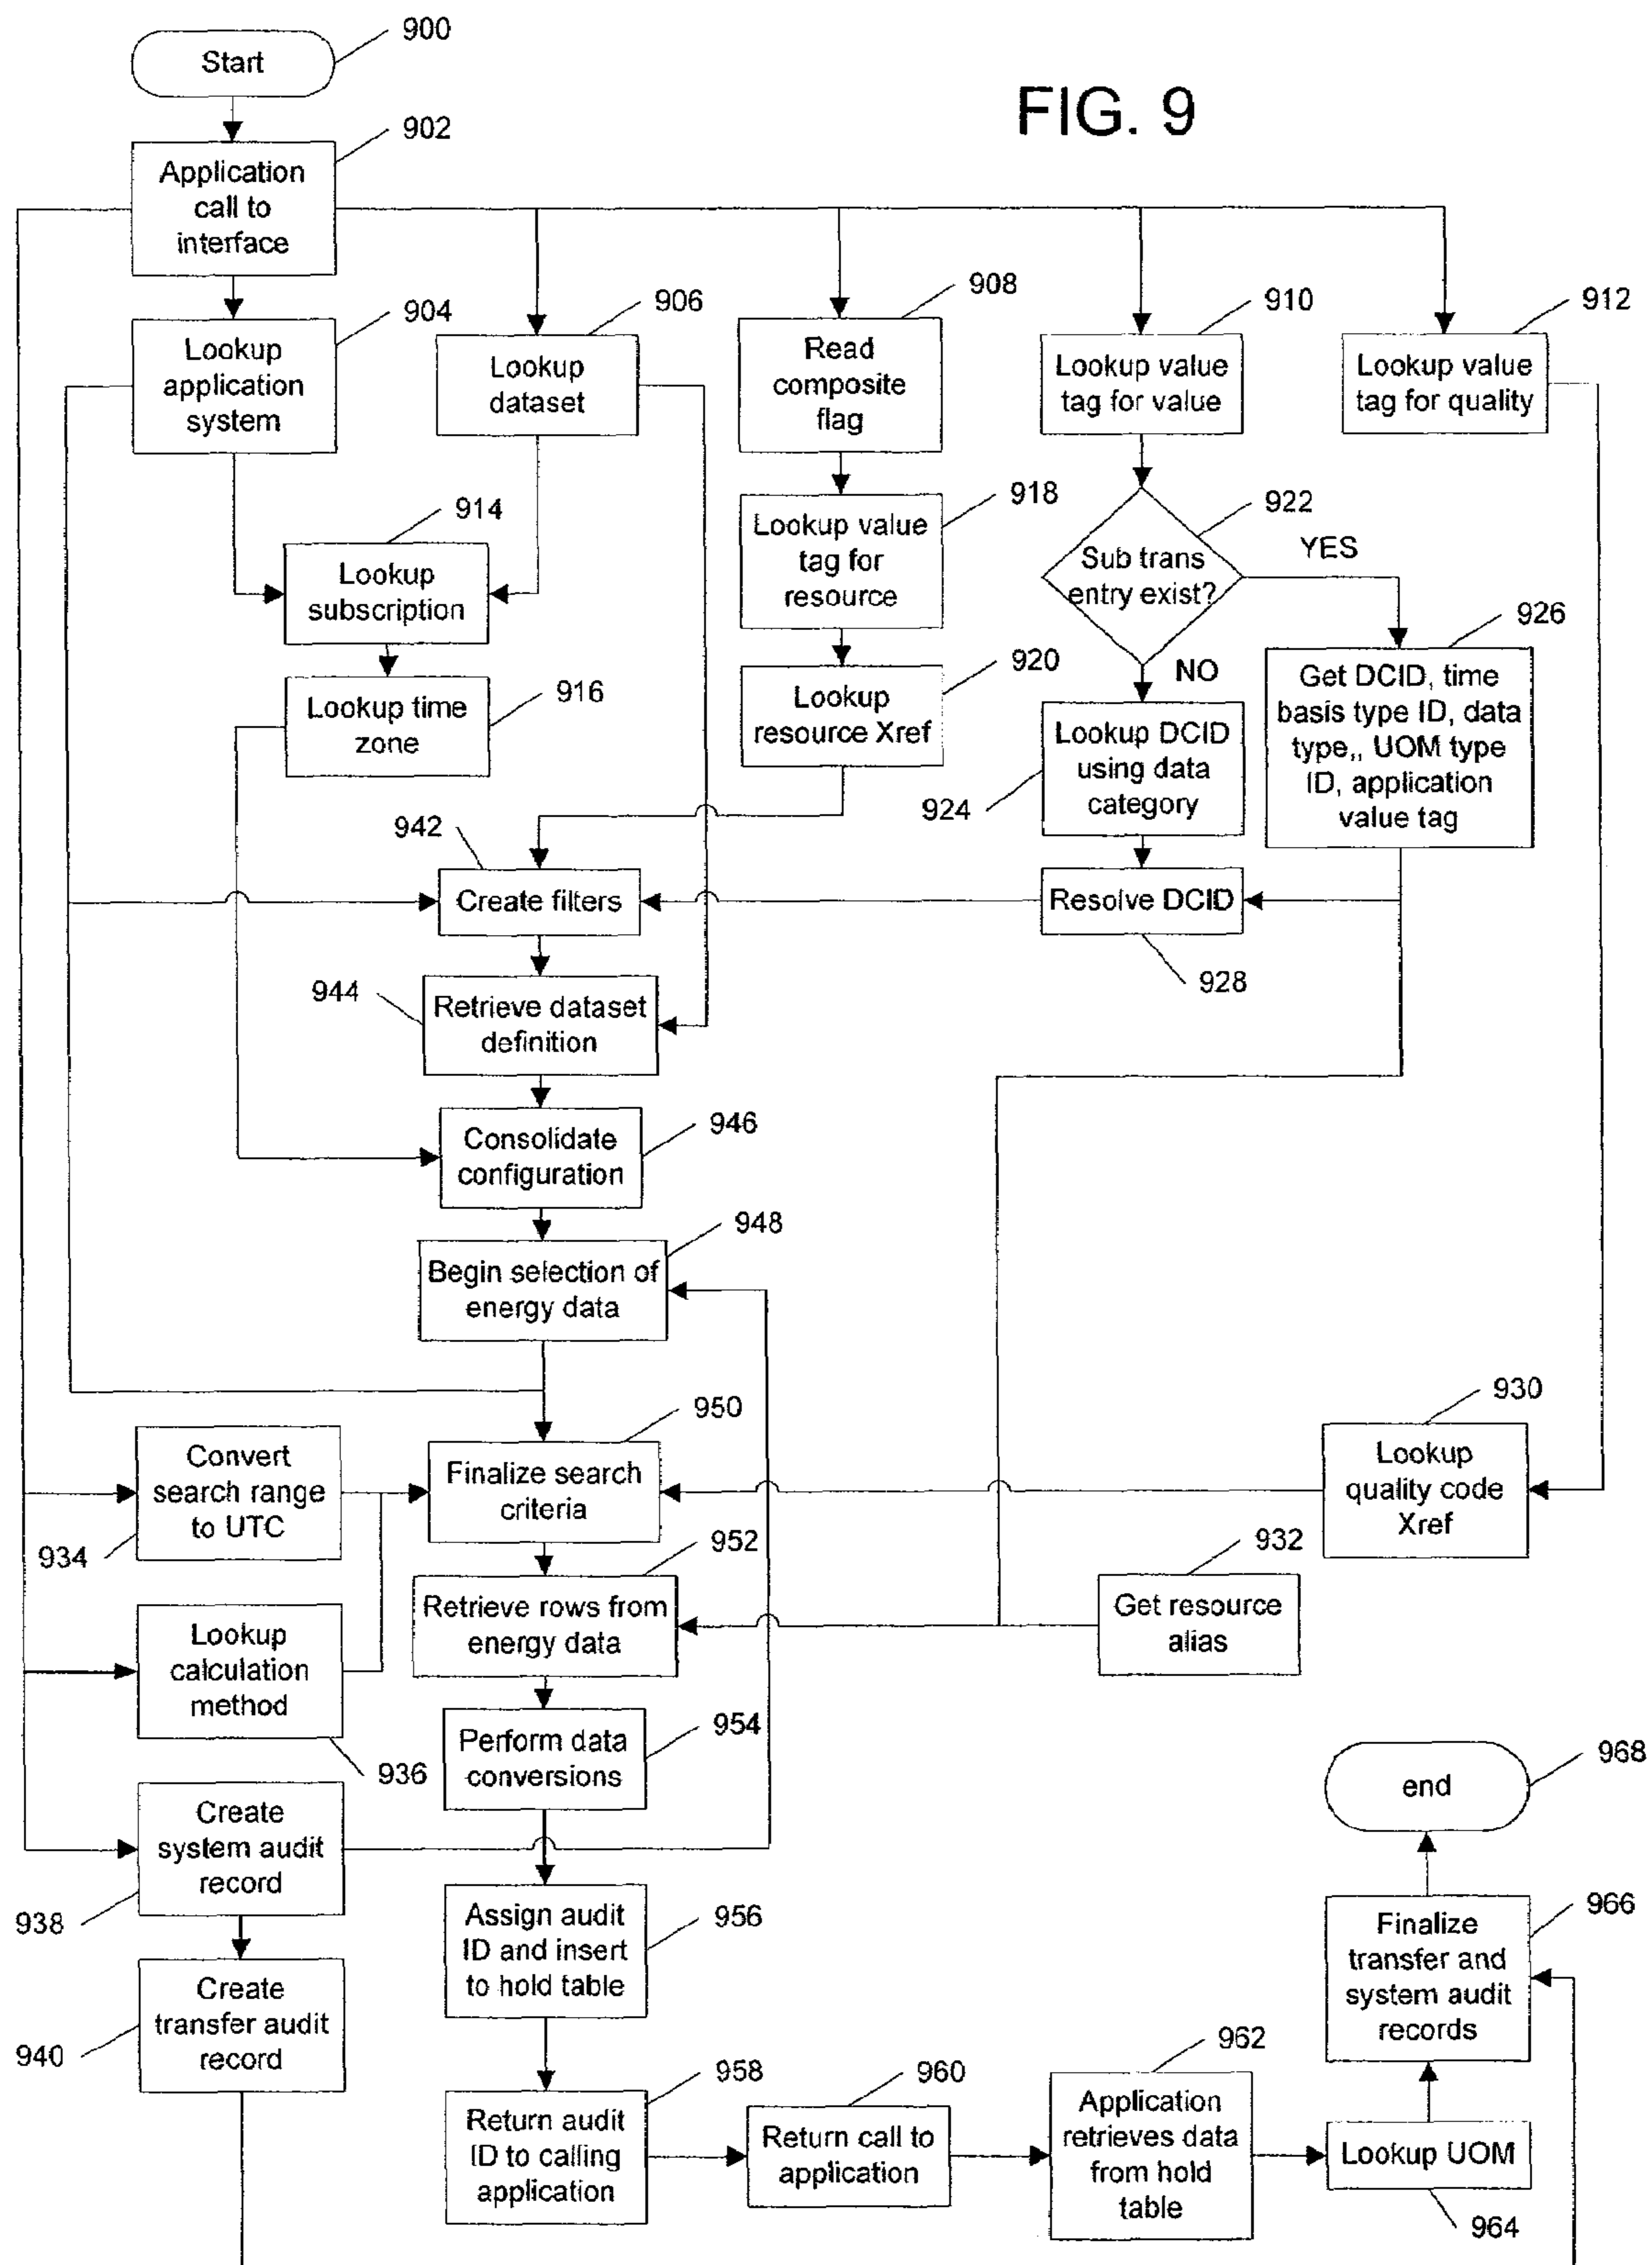 900
Start
FIG. 9
902
Application
call to
interface
904
Lookup
application
system
906
Lookup
dataset
908
Read
composite
flag
910
Lookup value
tag for value
912
Lookup value
tag for quality
914
Lookup
subscription
916
Lookup time
zone
918
Lookup value
tag for
resource
920
Lookup
resource Xref
922
Sub trans
entry exist?
YES
NO
924
Lookup DCID
using data
category
926
Get DCID, time
basis type ID, data
type,, UOM type
ID, application
value tag
942
Create filters
Resolve DCID
928
944
Retrieve dataset
definition
946
Consolidate
configuration
948
Begin selection of
energy data
950
Finalize search
criteria
930
Lookup
quality code
Xref
Convert
search range
to UTC
934
952
Retrieve rows from
energy data
932
Get resource
alias
Lookup
calculation
method
936
954
Perform data
conversions
968
end
Create
system audit
record
938
956
Assign audit
ID and insert
to hold table
966
Finalize
transfer and
system audit
records
Create
transfer audit
record
940
958
Return audit
ID to calling
application
960
Return call to
application
962
Application
retrieves data
from hold
table
Lookup UOM
964